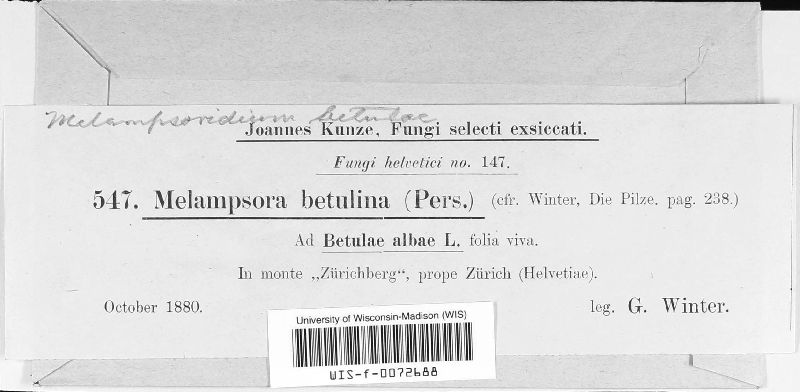 Melampsoridium betulae
Joannes Kunze, Fungi selecti exsiccati.
Fungi helvetici no. 147.
547. Melampsora betulina (Pers.) (cfr. Winter, Die Pilze. pag. 238.)
Ad Betulae albae L. folia viva.
In monte „Zürichberg“, prope Zürich (Helvetiae).
October 1880. leg. G. Winter.
University of Wisconsin-Madison (WIS)
WIS-f-0072688